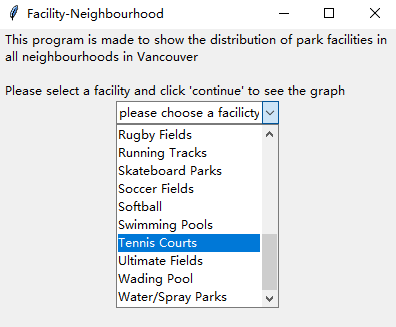 Facility-Neighbourhood
This program is made to show the distribution of park facilities in
all neighbourhoods in Vancouver
Please select a facility and click 'continue' to see the graph
please choose a facilicty
Rugby Fields
Running Tracks
Skateboard Parks
Soccer Fields
Softball
Swimming Pools
Tennis Courts
Ultimate Fields
Wading Pool
Water/Spray Parks